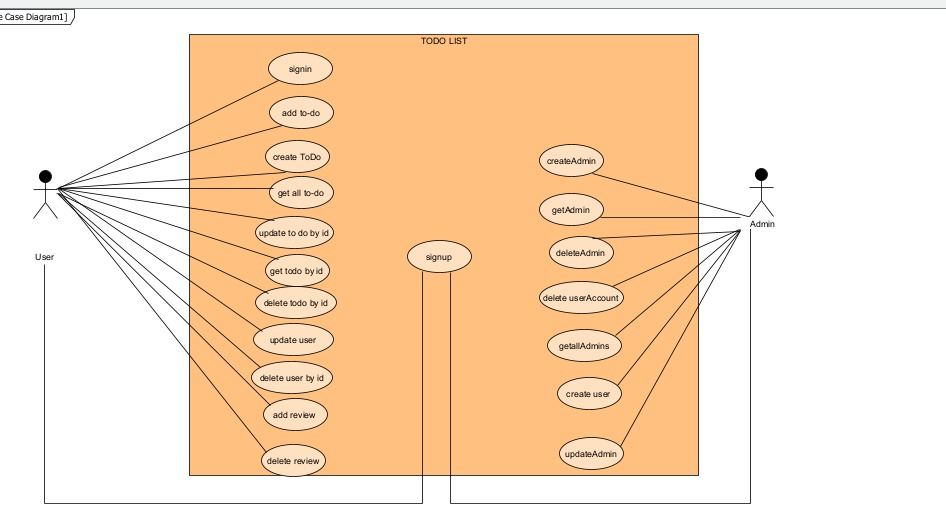 e Case Diagram1]
TODO LIST
signin
add to-do
create ToDo
get all to-do
update to do by id
get todo by id
delete todo by id
update user
delete user by id
add review
delete review
signup
createAdmin
getAdmin
deleteAdmin
delete userAccount
getallAdmins
create user
updateAdmin
User
Admin